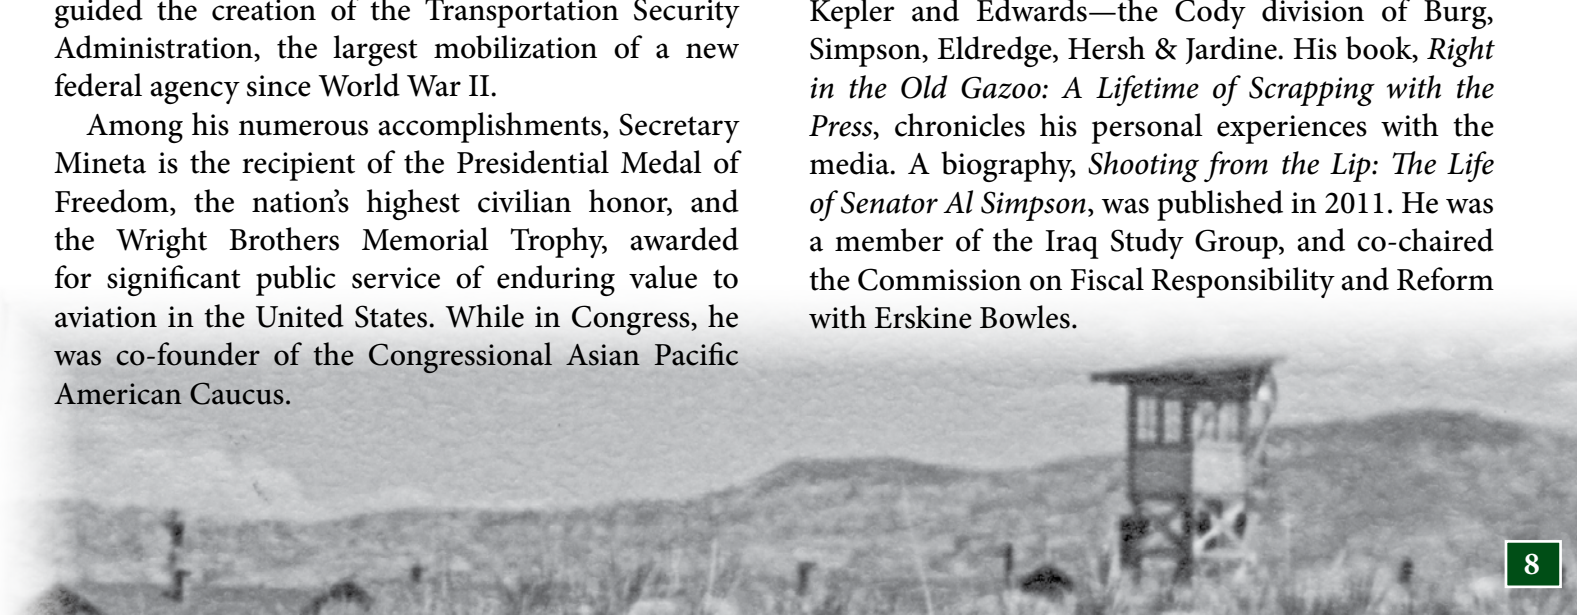 guided the creation of the Transportation Security
Administration, the largest mobilization of a new
federal agency since World War II.
Among his numerous accomplishments, Secretary
Mineta is the recipient of the Presidential Medal of
Freedom, the nation’s highest civilian honor, and
the Wright Brothers Memorial Trophy, awarded
for significant public service of enduring value to
aviation in the United States. While in Congress, he
was co-founder of the Congressional Asian Pacific
American Caucus.
Kepler and Edwards—the Cody division of Burg,
Simpson, Eldredge, Hersh & Jardine. His book, Right
in the Old Gazoo: A Lifetime of Scrapping with the
Press, chronicles his personal experiences with the
media. A biography, Shooting from the Lip: The Life
of Senator Al Simpson, was published in 2011. He was
a member of the Iraq Study Group, and co-chaired
the Commission on Fiscal Responsibility and Reform
with Erskine Bowles.
8